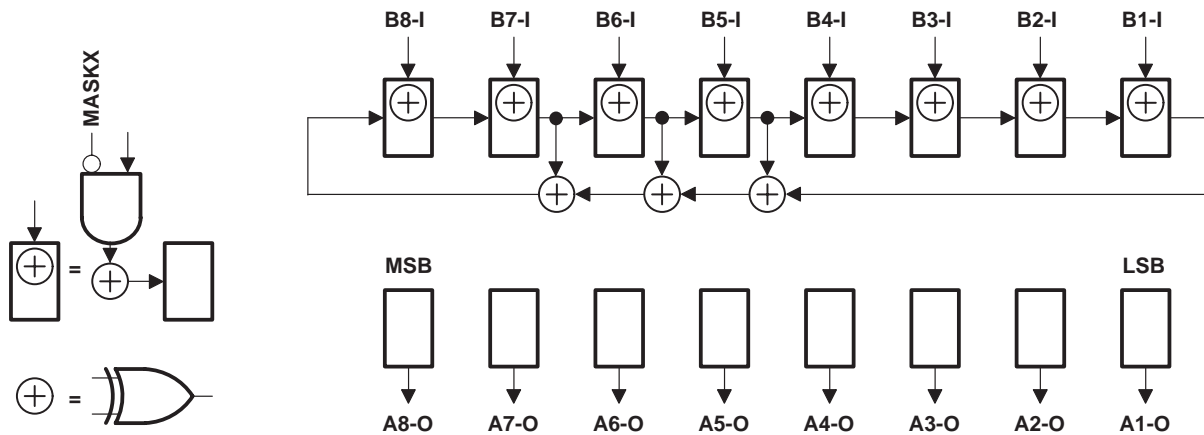 B8-I B7-I B6-I B5-I B4-I B3-I B2-I B1-I
MASKX
=
MSB LSB
=
A8-O A7-O A6-O A5-O A4-O A3-O A2-O A1-O